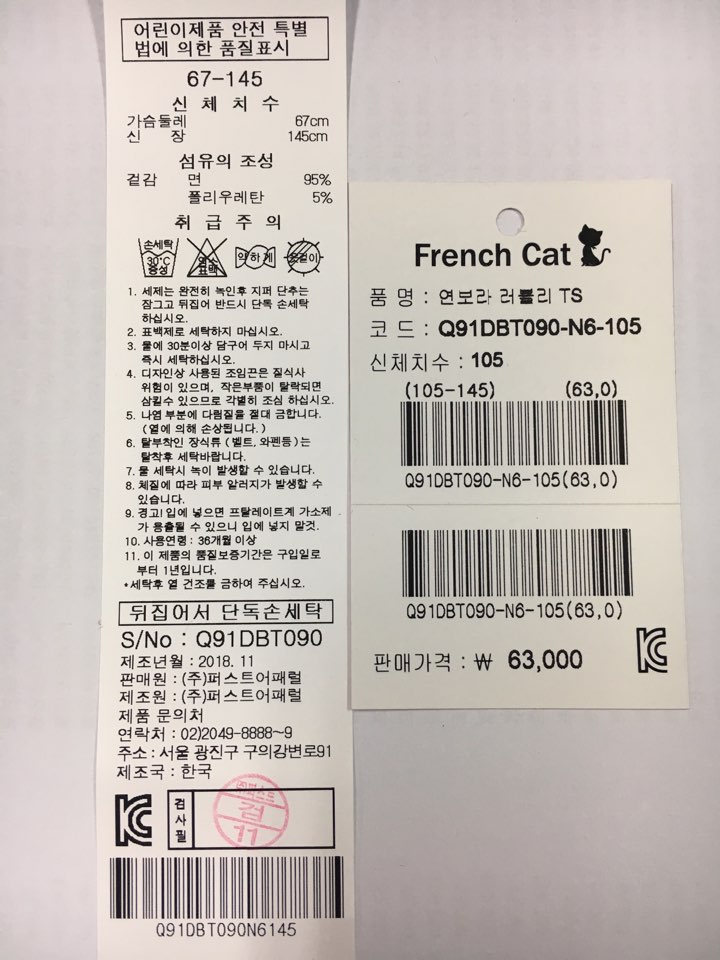 어린이제품 안전 특별
법에 의한 품질표시
67-145
신 체 치 수
가슴둘레 67cm
신 장 145cm
섬유의 조성
겉감 면 95%
폴리우레탄 5%
취 급 주 의
손세탁
30°C
중성
염소
표백
약하게
옷걸이
1. 세제는 완전히 녹인후 지퍼 단추는
잠그고 뒤집어 반드시 단독 손세탁
하십시오.
2. 표백제로 세탁하지 마십시오.
3. 물에 30분이상 담구어 두지 마시고
즉시 세탁하십시오.
4. 디자인상 사용된 조임끈은 질식사
위험이 있으며, 작은부품이 탈락되면
삼킬수 있으므로 각별히 조심 하십시오.
5. 나염 부분에 다림질을 절대 금합니다.
(열에 의해 손상됩니다.)
6. 탈부착인 장식류 (벨트, 와펜등)는
탈착후 세탁바랍니다.
7. 물 세탁시 녹이 발생할 수 있습니다.
8. 체질에 따라 피부 알러지가 발생할 수
있습니다.
9. 경고! 입에 넣으면 프탈레이트계 가소제
가 용출될 수 있으니 입에 넣지 말것.
10. 사용연령 : 36개월 이상
11. 이 제품의 품질보증기간은 구입일로
부터 1년입니다.
*세탁후 열 건조를 금하여 주십시오.
뒤집어서 단독손세탁
S/No : Q91DBT090
제조년월 : 2018. 11
판매원 : (주)퍼스트어패럴
제조원 : (주)퍼스트어패럴
제품 문의처
연락처 : 02)2049-8888~9
주소 : 서울 광진구 구의강변로91
제조국 : 한국
검사필
검
11
Q91DBT090N6145
French Cat
품 명 : 연보라 러블리 TS
코 드 : Q91DBT090-N6-105
신체치수 : 105
(105-145) (63,0)
Q91DBT090-N6-105(63,0)
Q91DBT090-N6-105(63,0)
판매가격 : ₩ 63,000